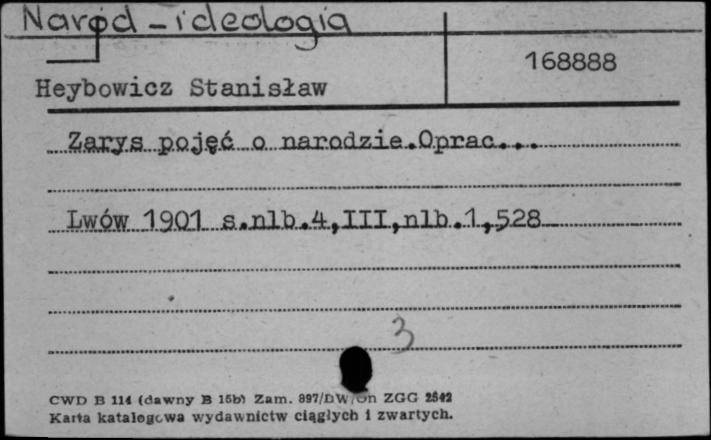 Naród - ideologia
168888
Heybowicz Stanisław
Zarys pojęć o narodzie.Oprac...
Lwów 1901 s.nlb.4,III,nlb.1,528
3
CWD B 114 (dawny B 15b) Zam. 897/DW/On ZGG 2542
Karta katalogowa wydawnictw ciągłych i zwartych.